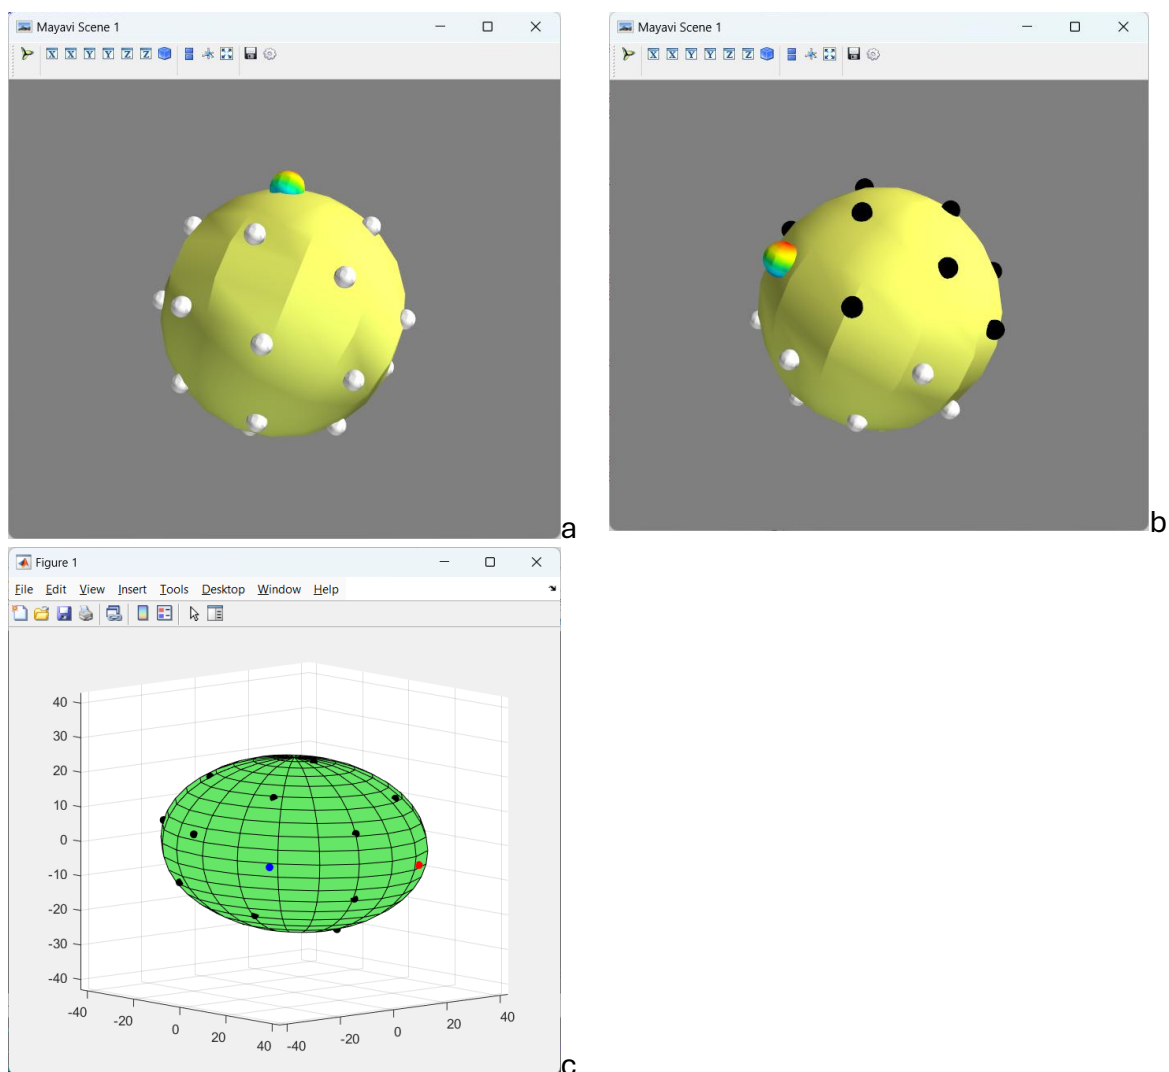 Mayavi Scene 1
X X Y Y Z Z
a
Mayavi Scene 1
X X Y Y Z Z
b
Figure 1
File Edit View Insert Tools Desktop Window Help
40
30
20
10
0
-10
-20
-30
-40
-40 -20 0 20 40
-40 -20 0 20 40
c